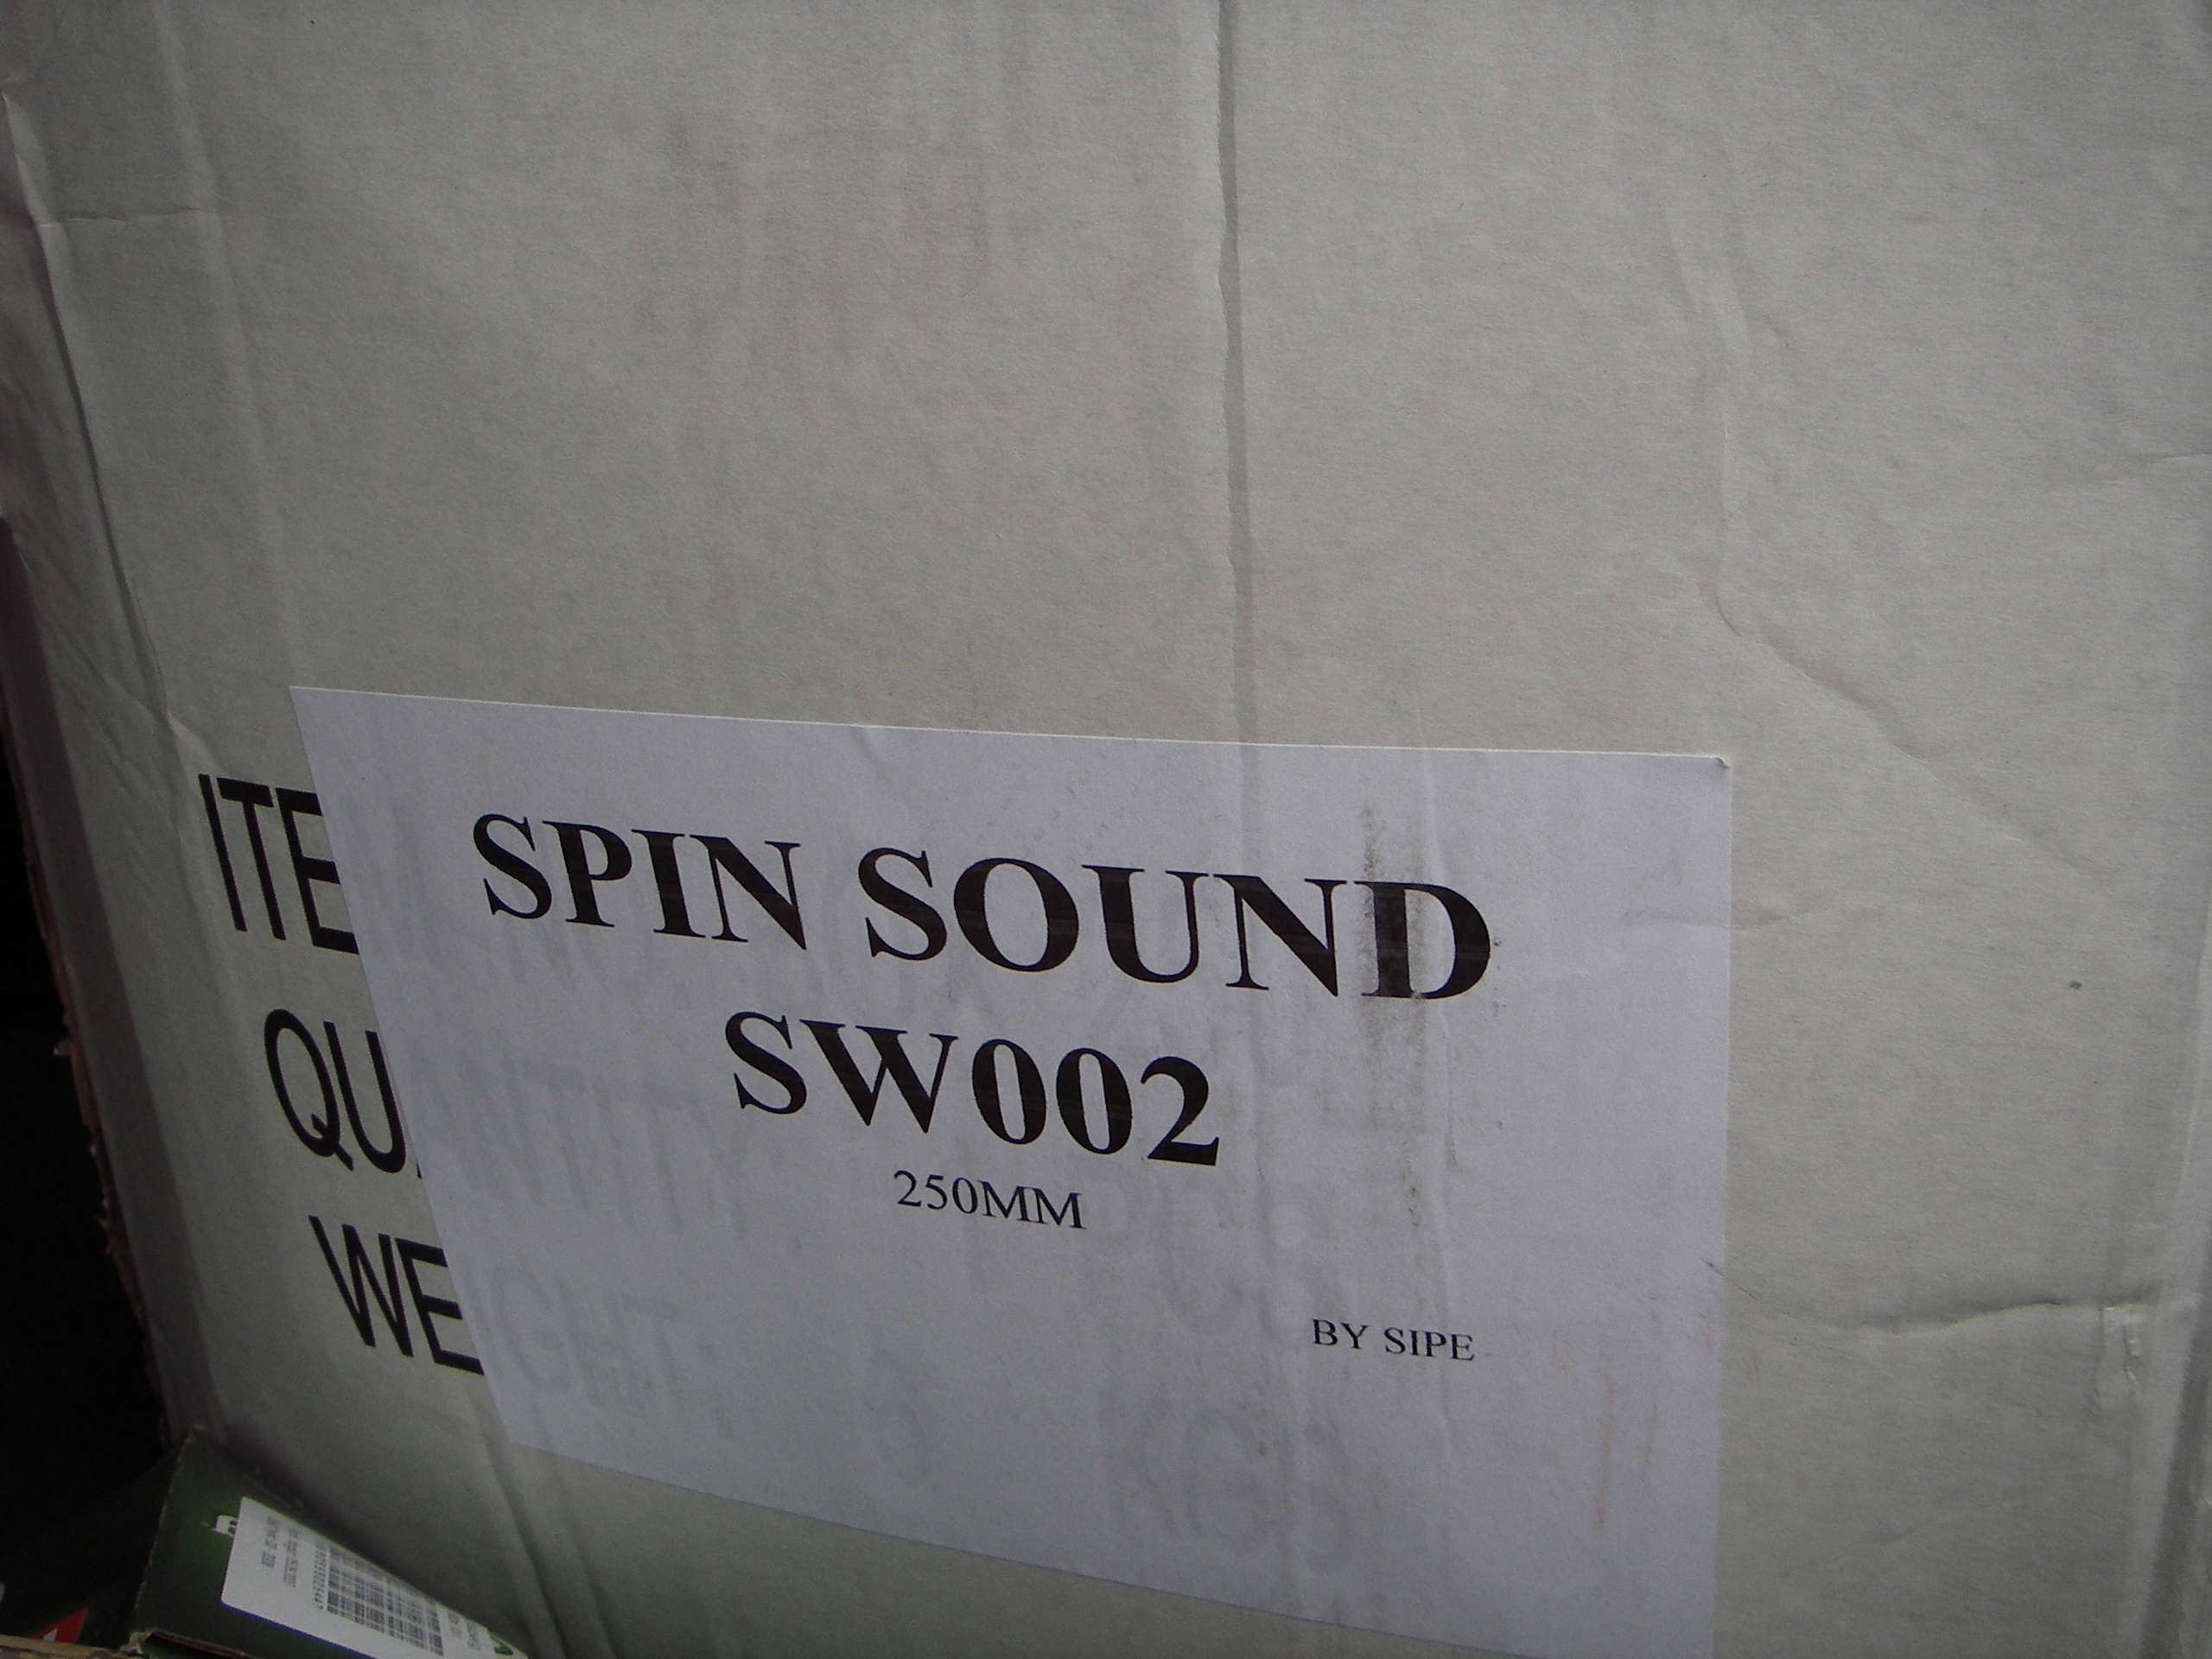 SPIN SOUND
SW002
250MM
BY SIPE
ITE
QU
WE